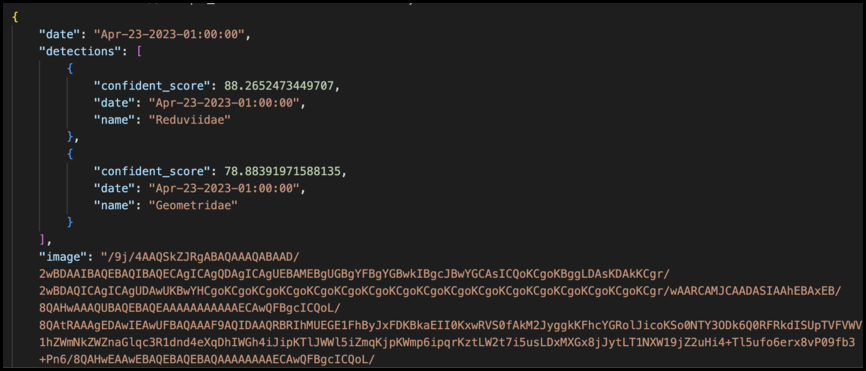 {
"date": "Apr-23-2023-01:00:00",
"detections": [
{
"confident_score": 88.2652473449707,
"date": "Apr-23-2023-01:00:00",
"name": "Reduviidae"
},
{
"confident_score": 78.88391971588135,
"date": "Apr-23-2023-01:00:00",
"name": "Geometridae"
}
],
"image": "/9j/4AAQSkZJRgABAQAAAQABAAD/
2wBDAAIBAQEBAQIBAQECAgICAgQDAgICAgUEBAMEBgUGBgYFBgYGBwkIBgcJBwYGCAsICQoKCgoKBggLDAsKDAkKCgr/
2wBDAQICAgICAgUDAwUKBwYHCgoKCgoKCgoKCgoKCgoKCgoKCgoKCgoKCgoKCgoKCgoKCgoKCgoKCgoKCgoKCgoKCgr/wAARCAMJCAADASIAAhEBAxEB/
8QAHwAAAQUBAQEBAQEAAAAAAAAAAAECAwQFBgcICQoL/
8QAtRAAAgEDAwIEAwUFBAQAAAF9AQIDAAQRBRIhMUEGE1FhByJxFDKBkaEII0KxwRVS0fAkM2JyggkKFhcYGRolJicoKSo0NTY3ODk6Q0RFRkdISUpTVFVWV
1hZWmNkZWZnaGlqc3R1dnd4eXqDhIWGh4iJipKTlJWWl5iZmqKjpKWmp6ipqrKztLW2t7i5usLDxMXGx8jJytLT1NXW19jZ2uHi4+Tl5ufo6erx8vP09fb3
+Pn6/8QAHwEAAwEBAQEBAQEBAQAAAAAAAAECAwQFBgcICQoL/